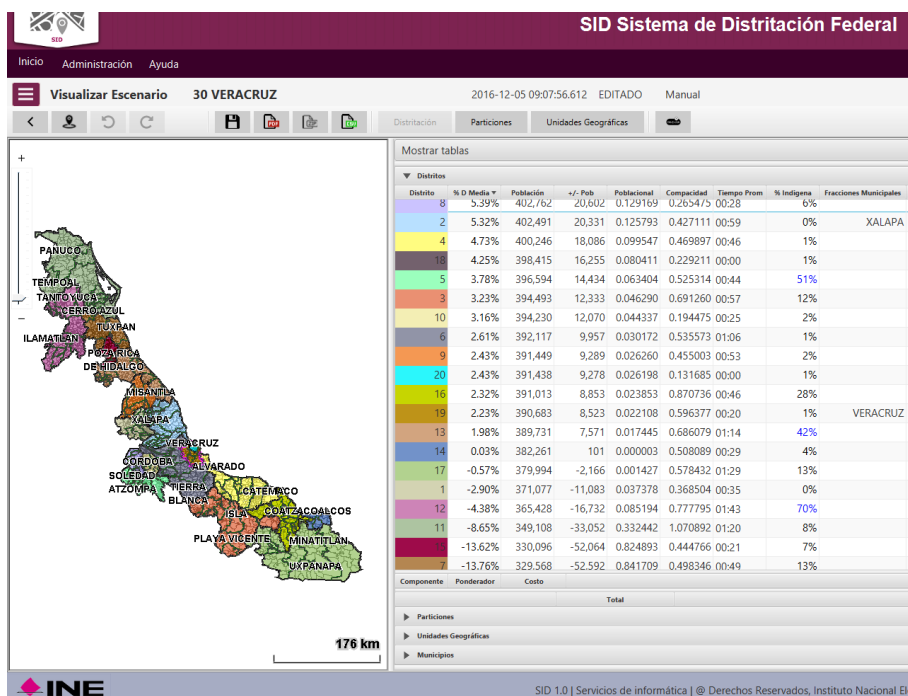 SID
SID Sistema de Distritación Federal
Inicio Administración Ayuda
Visualizar Escenario 30 VERACRUZ 2016-12-05 09:07:56.612 EDITADO Manual
Distritación Particiones Unidades Geográficas
Mostrar tablas
Distritos
Distrito % D Media Población +/- Pob Poblacional Compacidad Tiempo Prom % Indigena Fracciones Municipales
8 5.39% 402,762 20,602 0.129169 0.265475 00:28 6%
2 5.32% 402,491 20,331 0.125793 0.427111 00:59 0% XALAPA
4 4.73% 400,246 18,086 0.099547 0.469897 00:46 1%
18 4.25% 398,415 16,255 0.080411 0.229211 00:00 1%
5 3.78% 396,594 14,434 0.063404 0.525314 00:44 51%
3 3.23% 394,493 12,333 0.046290 0.691260 00:57 12%
10 3.16% 394,230 12,070 0.044337 0.194475 00:25 2%
6 2.61% 392,117 9,957 0.030172 0.535573 01:06 1%
9 2.43% 391,449 9,289 0.026260 0.455003 00:53 2%
20 2.43% 391,438 9,278 0.026198 0.131685 00:00 1%
16 2.32% 391,013 8,853 0.023853 0.870736 00:46 28%
19 2.23% 390,683 8,523 0.022108 0.596377 00:20 1% VERACRUZ
13 1.98% 389,731 7,571 0.017445 0.686079 01:14 42%
14 0.03% 382,261 101 0.000003 0.508089 00:29 4%
17 -0.57% 379,994 -2,166 0.001427 0.578432 01:29 13%
1 -2.90% 371,077 -11,083 0.037378 0.368504 00:35 0%
12 -4.38% 365,428 -16,732 0.085194 0.777795 01:43 70%
11 -8.65% 349,108 -33,052 0.332442 1.070892 01:20 8%
-13.62% 330,096 -52,064 0.824893 0.444766 00:21 7%
7 -13.76% 329,568 -52,592 0.841709 0.498346 00:49 13%
Componente Ponderador Costo
Total
Particiones
Unidades Geográficas
Municipios
+
−
PANUCO
TEMPOAL
TANTOYUCA
CERRO AZUL
TUXPAN
ILAMATLAN
POZA RICA
DE HIDALGO
MISANTLA
XALAPA
VERACRUZ
CORDOBA
SOLEDAD
ATZOMPA
ALVARADO
TIERRA
BLANCA
CATEMACO
ISLA
COATZACOALCOS
PLAYA VICENTE
MINATITLAN
UXPANAPA
176 km
INE
SID 1.0 | Servicios de informática | @ Derechos Reservados, Instituto Nacional El